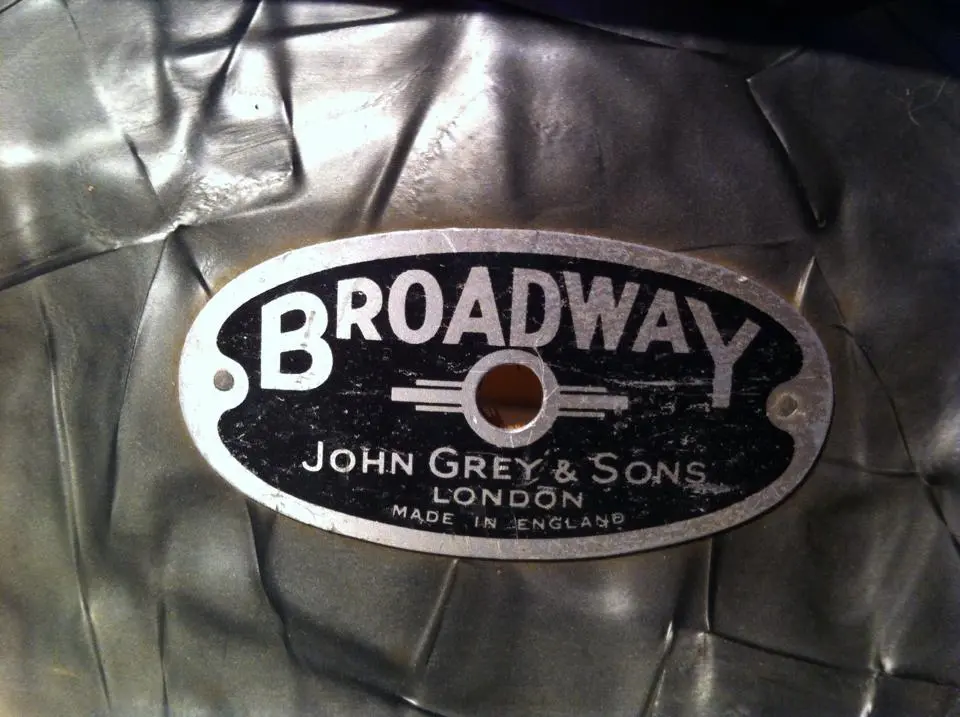 BROADWAY
JOHN GREY & SONS
LONDON
MADE IN ENGLAND